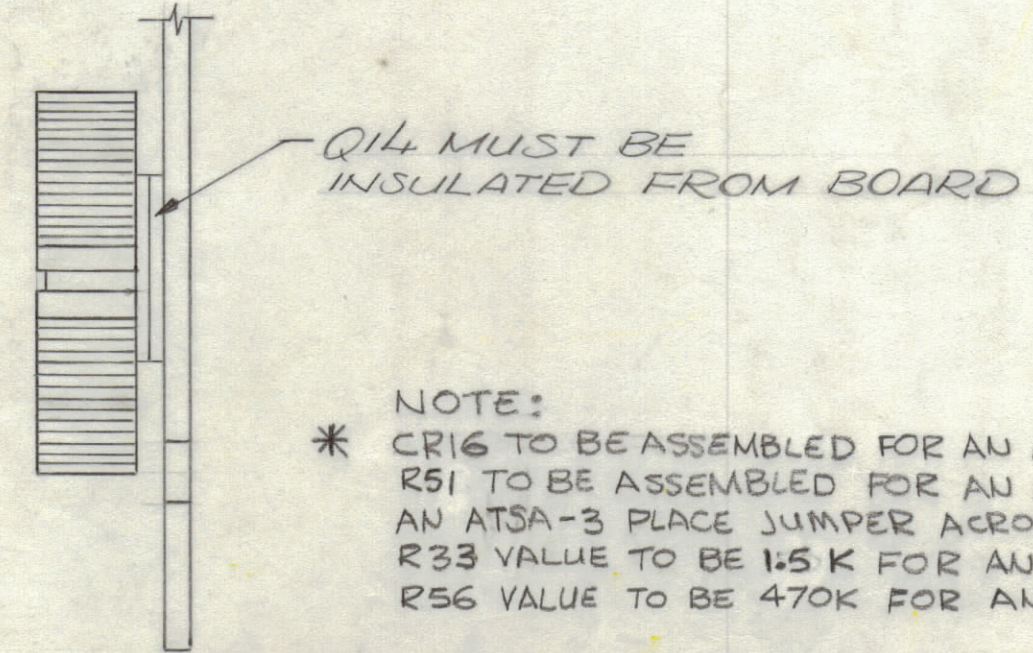 Q14 MUST BE
INSULATED FROM BOARD
NOTE:
* CR16 TO BE ASSEMBLED FOR AN
R51 TO BE ASSEMBLED FOR AN
AN ATSA-3 PLACE JUMPER ACRO
R33 VALUE TO BE 1.5 K FOR AN
R56 VALUE TO BE 470K FOR AN